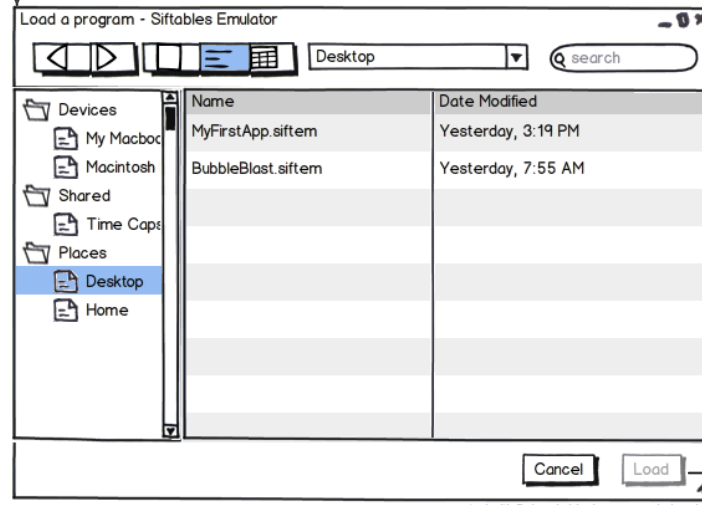 Load a program - Siftables Emulator
Desktop
search
Devices
My Macboo
Macintosh
Shared
Time Caps
Places
Desktop
Home
Name Date Modified
MyFirstApp.siftem Yesterday, 3:19 PM
BubbleBlast.siftem Yesterday, 7:55 AM
Cancel Load